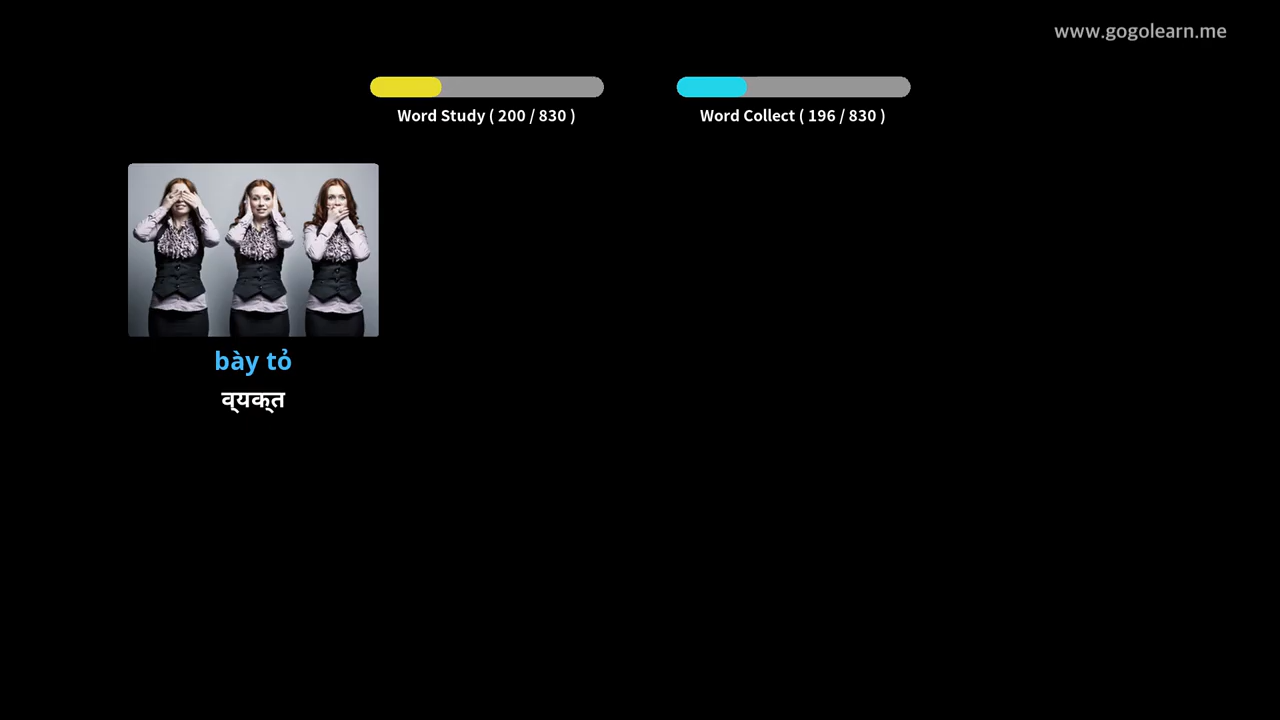 www.gogolearn.me
Word Study ( 200 / 830 )
Word Collect ( 196 / 830 )
bày tỏ
व्यक्त